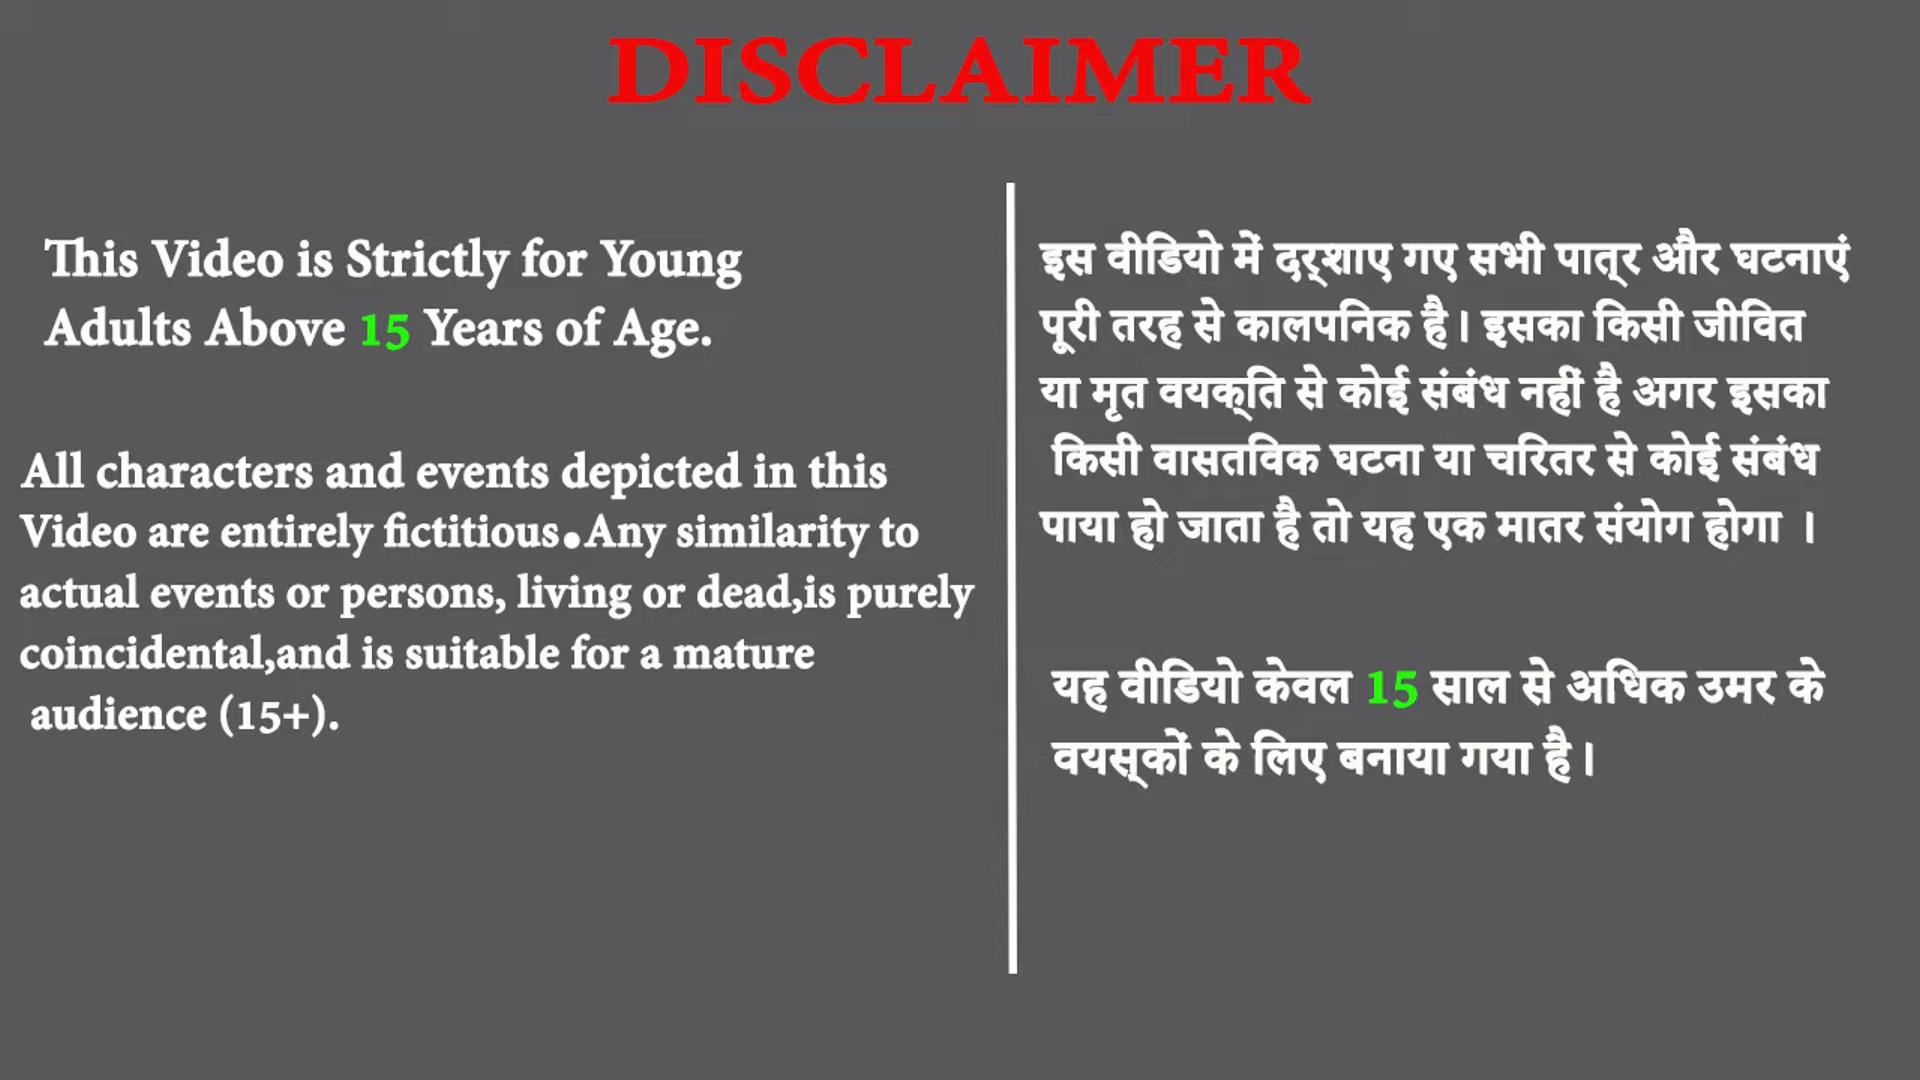 DISCLAIMER
This Video is Strictly for Young
Adults Above 15 Years of Age.
All characters and events depicted in this
Video are entirely fictitious.Any similarity to
actual events or persons, living or dead,is purely
coincidental,and is suitable for a mature
audience (15+).
इस वीडियो में दर्शाए गए सभी पात्र और घटनाएं
पूरी तरह से कालपनिक है। इसका किसी जीवित
या मृत वयक्ति से कोई संबंध नहीं है अगर इसका
किसी वासतविक घटना या चरितर से कोई संबंध
पाया हो जाता है तो यह एक मातर संयोग होगा ।
यह वीडियो केवल 15 साल से अधिक उमर के
वयस्कों के लिए बनाया गया है।